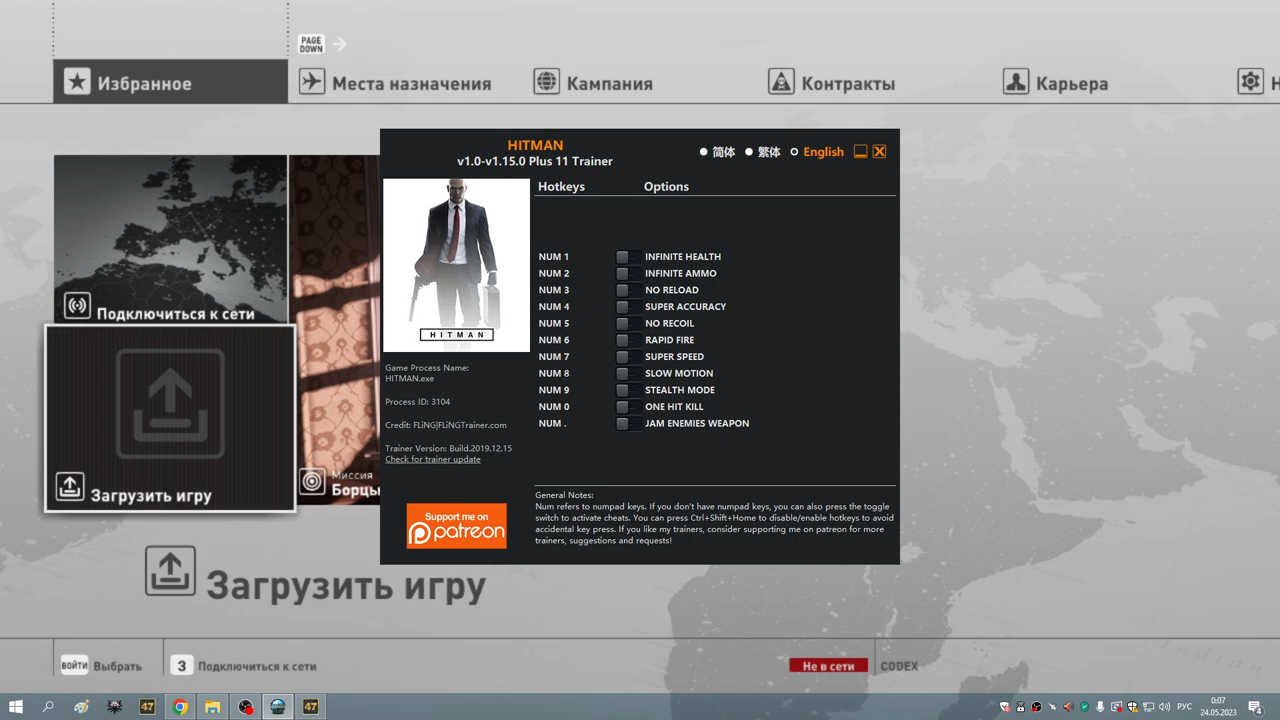 PAGE
DOWN
Избранное
Места назначения
Кампания
Контракты
Карьера
Подключиться к сети
Загрузить игру
Миссия
Борцы
HITMAN
v1.0-v1.15.0 Plus 11 Trainer
简体
繁体
English
Hotkeys Options
HITMAN
NUM 1 INFINITE HEALTH
NUM 2 INFINITE AMMO
NUM 3 NO RELOAD
NUM 4 SUPER ACCURACY
NUM 5 NO RECOIL
NUM 6 RAPID FIRE
NUM 7 SUPER SPEED
NUM 8 SLOW MOTION
NUM 9 STEALTH MODE
NUM 0 ONE HIT KILL
NUM . JAM ENEMIES WEAPON
Game Process Name:
HITMAN.exe
Process ID: 3104
Credit: FLiNG|FLiNGTrainer.com
Trainer Version: Build.2019.12.15
Check for trainer update
Support me on
patreon
General Notes:
Num refers to numpad keys. If you don't have numpad keys, you can also press the toggle
switch to activate cheats. You can press Ctrl+Shift+Home to disable/enable hotkeys to avoid
accidental key press. If you like my trainers, consider supporting me on patreon for more
trainers, suggestions and requests!
Загрузить игру
ВОЙТИ Выбрать
3 Подключиться к сети
Не в сети
CODEX
47
47
РУС
0:07
24.05.2023
4